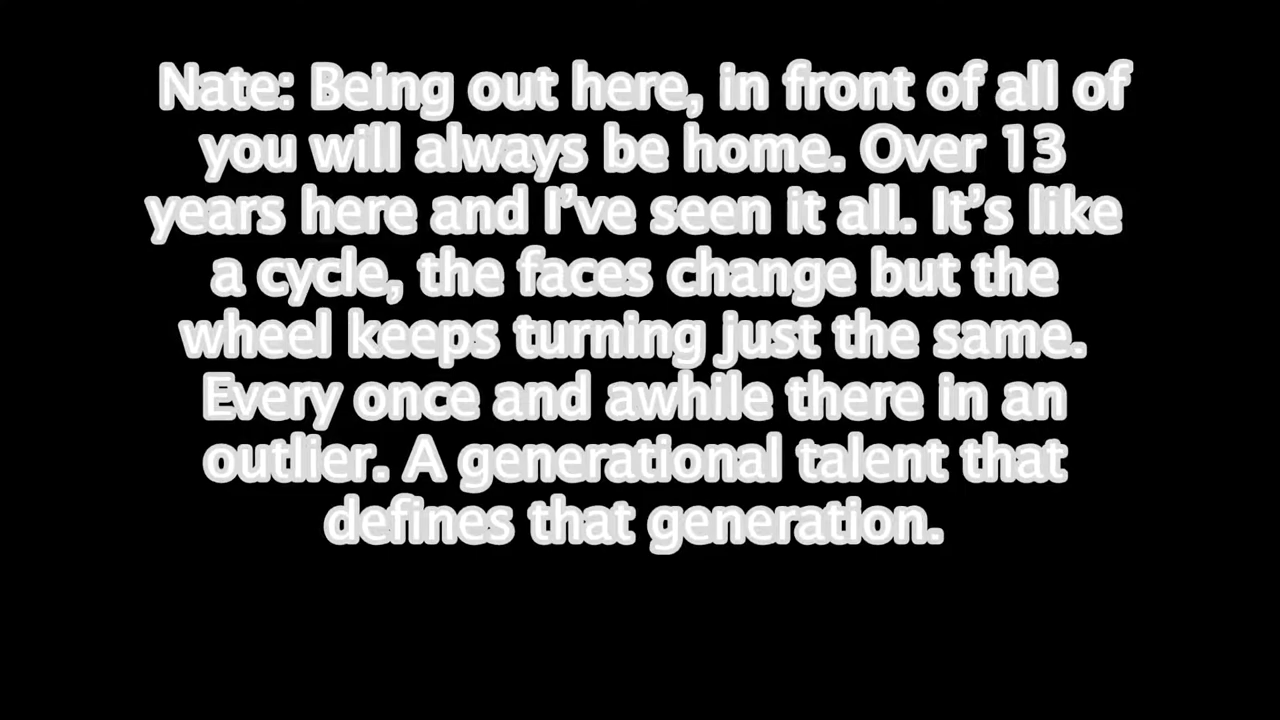 Nate: Being out here, in front of all of
you will always be home. Over 13
years here and I’ve seen it all. It’s like
a cycle, the faces change but the
wheel keeps turning just the same.
Every once and awhile there in an
outlier. A generational talent that
defines that generation.